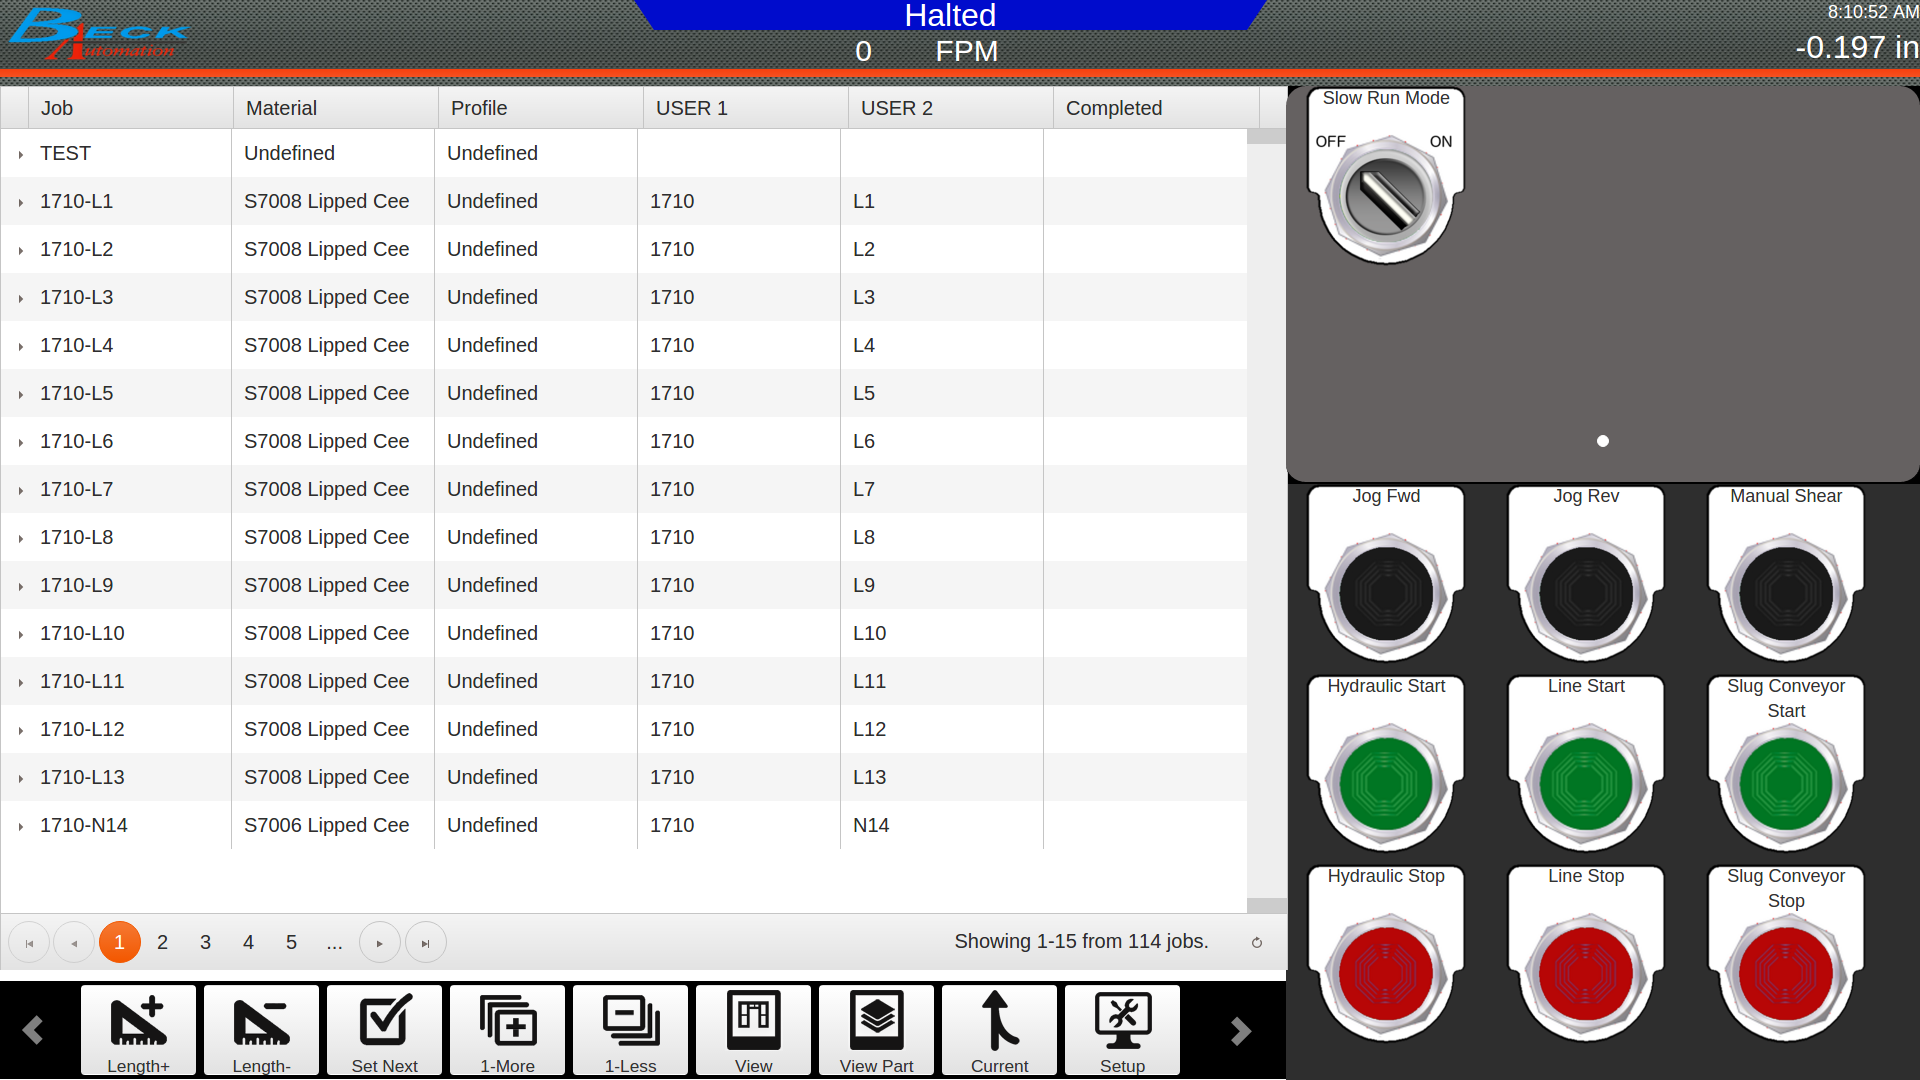 BECK
Automation
Halted
0 FPM
8:10:52 AM
-0.197 in
Job Material Profile USER 1 USER 2 Completed
TEST Undefined Undefined
1710-L1 S7008 Lipped Cee Undefined 1710 L1
1710-L2 S7008 Lipped Cee Undefined 1710 L2
1710-L3 S7008 Lipped Cee Undefined 1710 L3
1710-L4 S7008 Lipped Cee Undefined 1710 L4
1710-L5 S7008 Lipped Cee Undefined 1710 L5
1710-L6 S7008 Lipped Cee Undefined 1710 L6
1710-L7 S7008 Lipped Cee Undefined 1710 L7
1710-L8 S7008 Lipped Cee Undefined 1710 L8
1710-L9 S7008 Lipped Cee Undefined 1710 L9
1710-L10 S7008 Lipped Cee Undefined 1710 L10
1710-L11 S7008 Lipped Cee Undefined 1710 L11
1710-L12 S7008 Lipped Cee Undefined 1710 L12
1710-L13 S7008 Lipped Cee Undefined 1710 L13
1710-N14 S7006 Lipped Cee Undefined 1710 N14
1 2 3 4 5 ...
Showing 1-15 from 114 jobs.
Length+ Length- Set Next 1-More 1-Less View View Part Current Setup
Slow Run Mode
OFF ON
Jog Fwd Jog Rev Manual Shear
Hydraulic Start Line Start Slug Conveyor
Start
Hydraulic Stop Line Stop Slug Conveyor
Stop